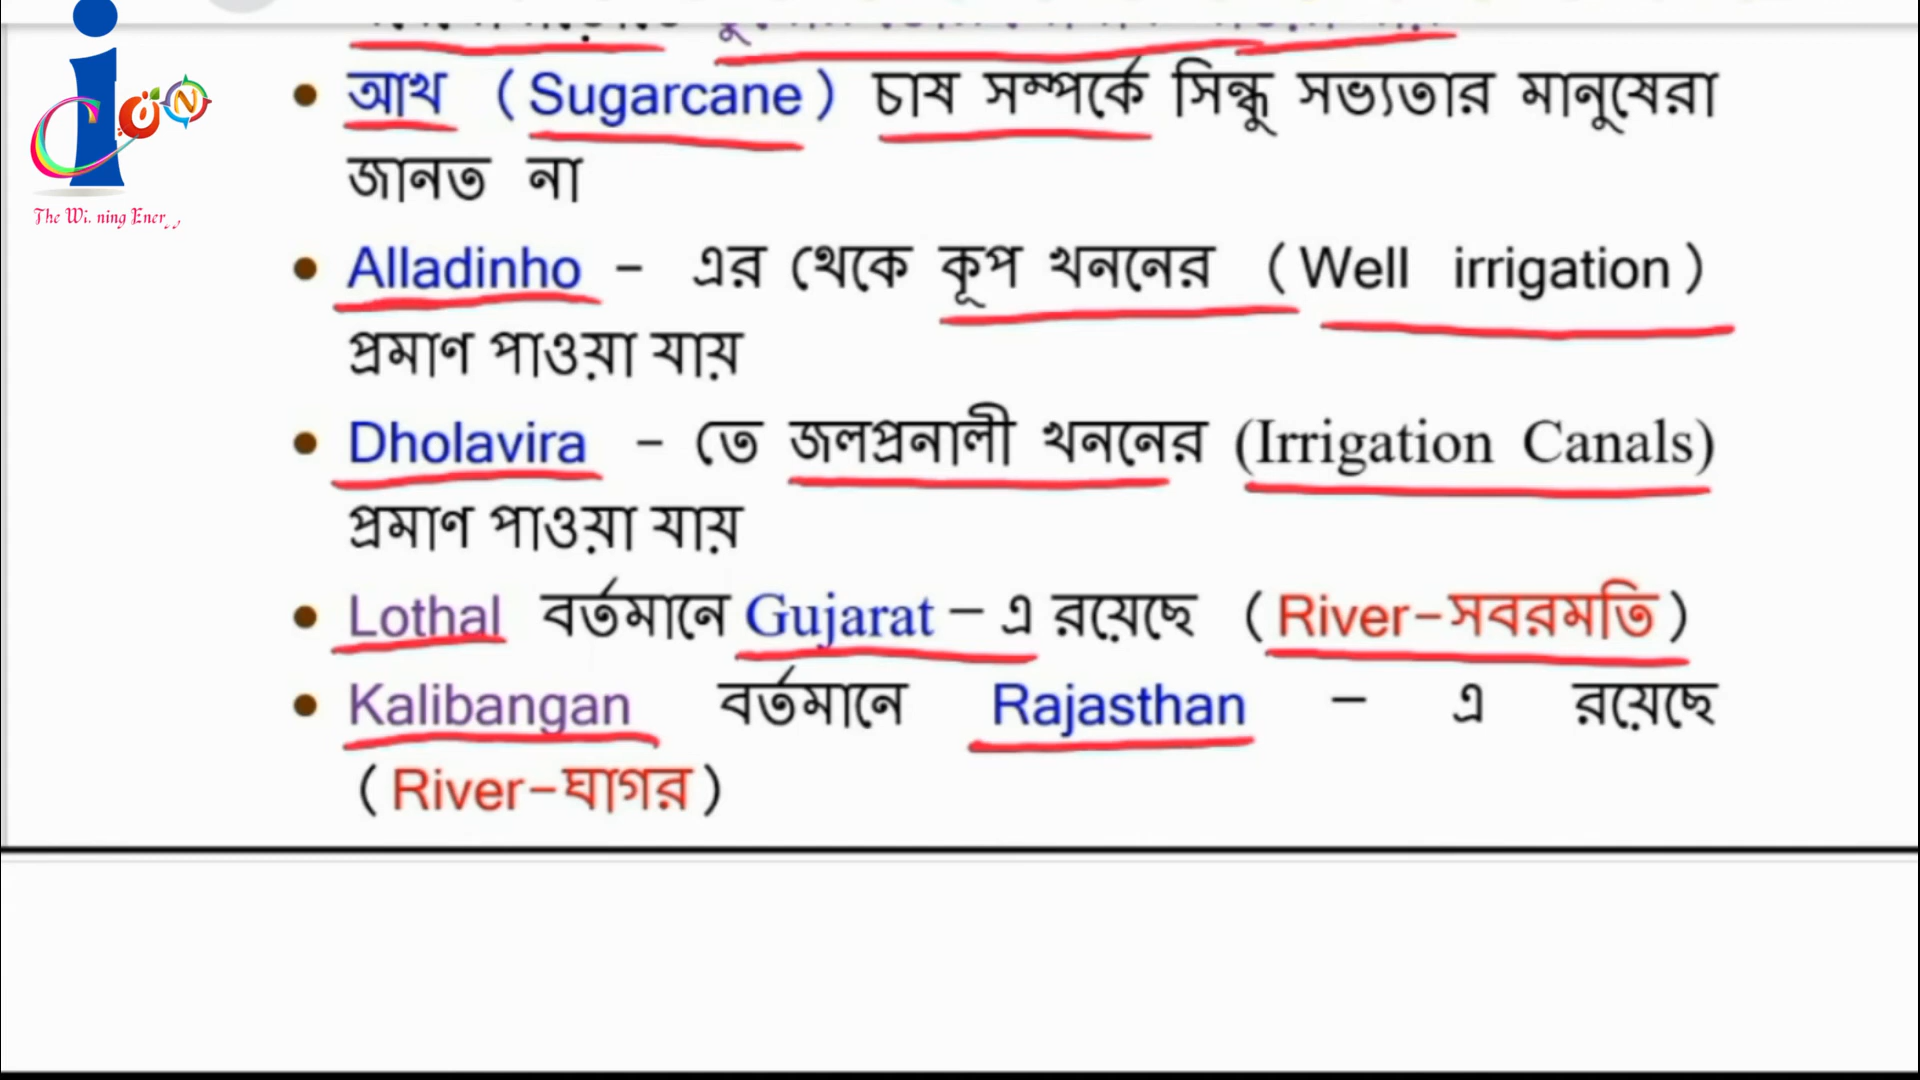 আখ (Sugarcane) চাষ সম্পর্কে সিন্ধু সভ্যতার মানুষেরা
জানত না
Alladinho - এর থেকে কূপ খননের (Well irrigation)
প্রমাণ পাওয়া যায়
Dholavira - তে জলপ্রনালী খননের (Irrigation Canals)
প্রমাণ পাওয়া যায়
Lothal বর্তমানে Gujarat – এ রয়েছে (River-সবরমতি)
Kalibangan বর্তমানে Rajasthan – এ রয়েছে
(River-ঘাগর)
iCON
The Wi. ning Ener